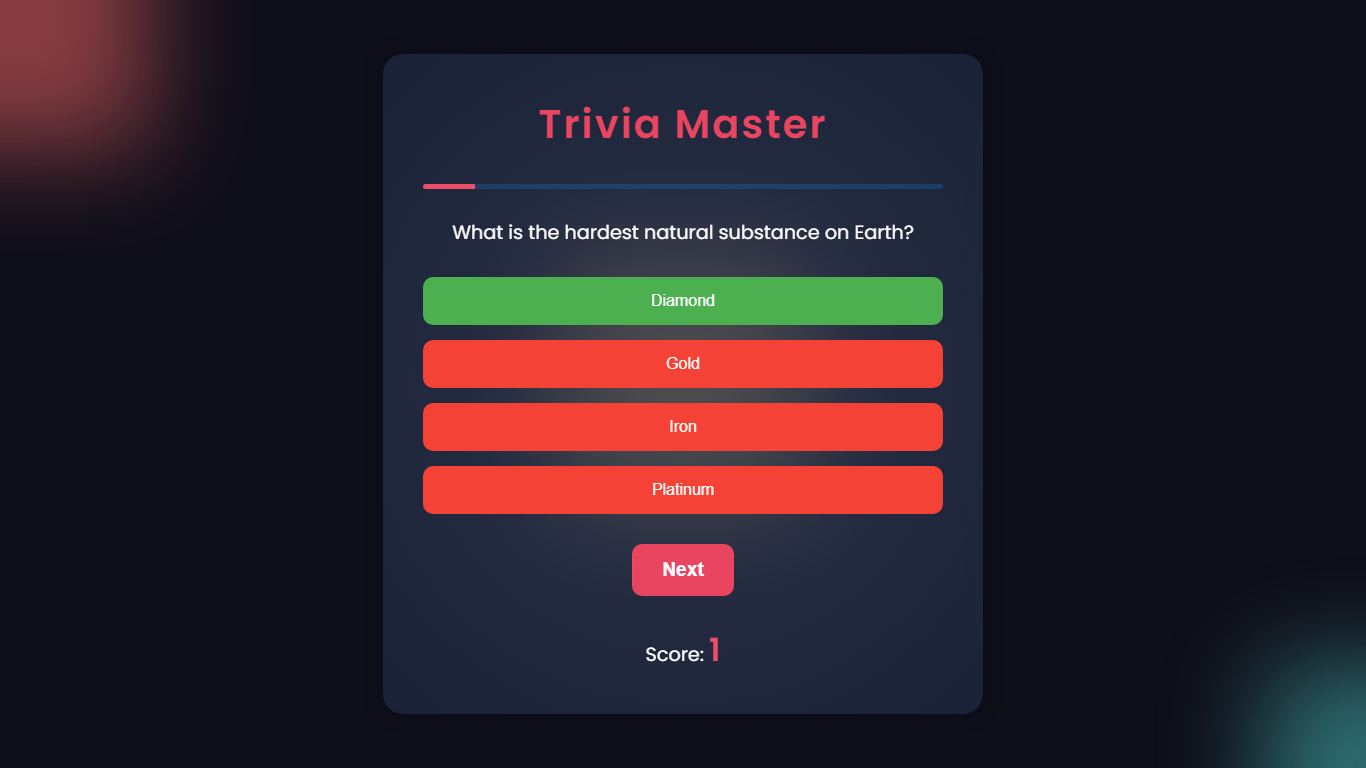 Trivia Master
What is the hardest natural substance on Earth?
Diamond
Gold
Iron
Platinum
Next
Score: 1